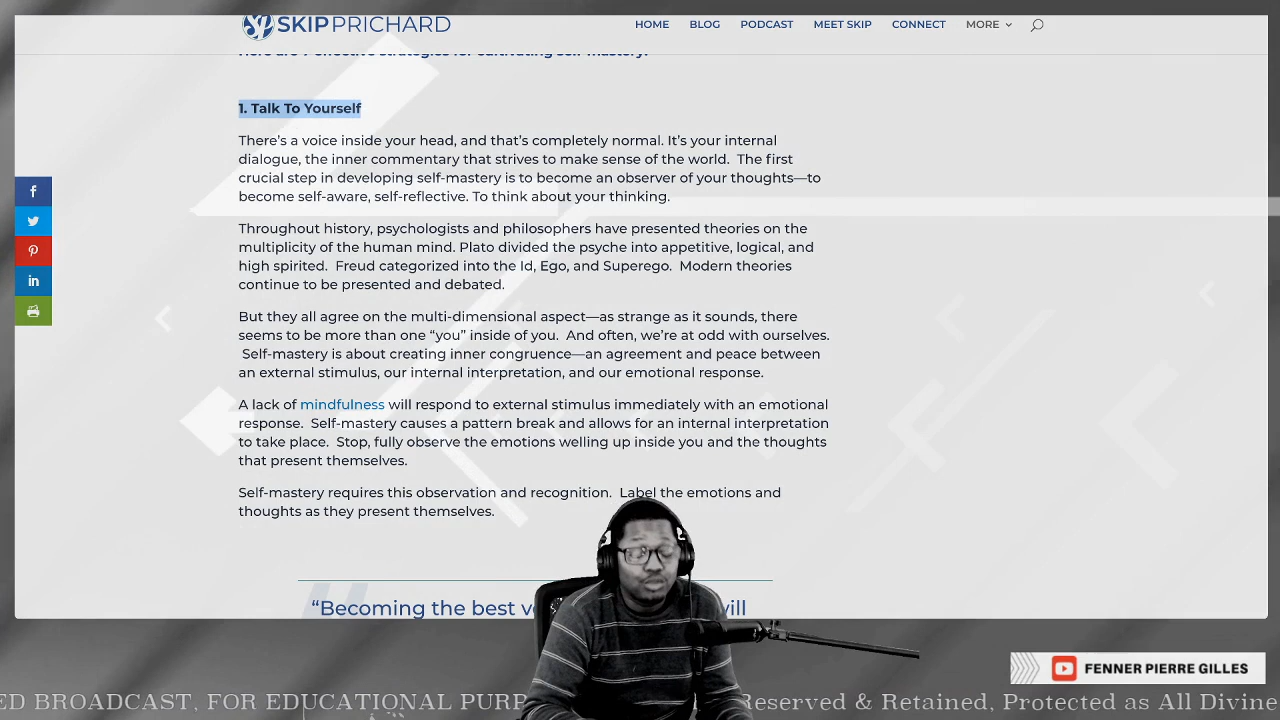 SKIPPRICHARD
HOME BLOG PODCAST MEET SKIP CONNECT MORE
1. Talk To Yourself
There's a voice inside your head, and that's completely normal. It's your internal
dialogue, the inner commentary that strives to make sense of the world. The first
crucial step in developing self-mastery is to become an observer of your thoughts—to
become self-aware, self-reflective. To think about your thinking.
Throughout history, psychologists and philosophers have presented theories on the
multiplicity of the human mind. Plato divided the psyche into appetitive, logical, and
high spirited. Freud categorized into the Id, Ego, and Superego. Modern theories
continue to be presented and debated.
But they all agree on the multi-dimensional aspect—as strange as it sounds, there
seems to be more than one “you” inside of you. And often, we're at odd with ourselves.
Self-mastery is about creating inner congruence—an agreement and peace between
an external stimulus, our internal interpretation, and our emotional response.
A lack of mindfulness will respond to external stimulus immediately with an emotional
response. Self-mastery causes a pattern break and allows for an internal interpretation
to take place. Stop, fully observe the emotions welling up inside you and the thoughts
that present themselves.
Self-mastery requires this observation and recognition. Label the emotions and
thoughts as they present themselves.
“Becoming the best will
FENNER PIERRE GILLES
BROADCAST, FOR EDUCATIONAL Reserved & Retained, Protected as All Divine